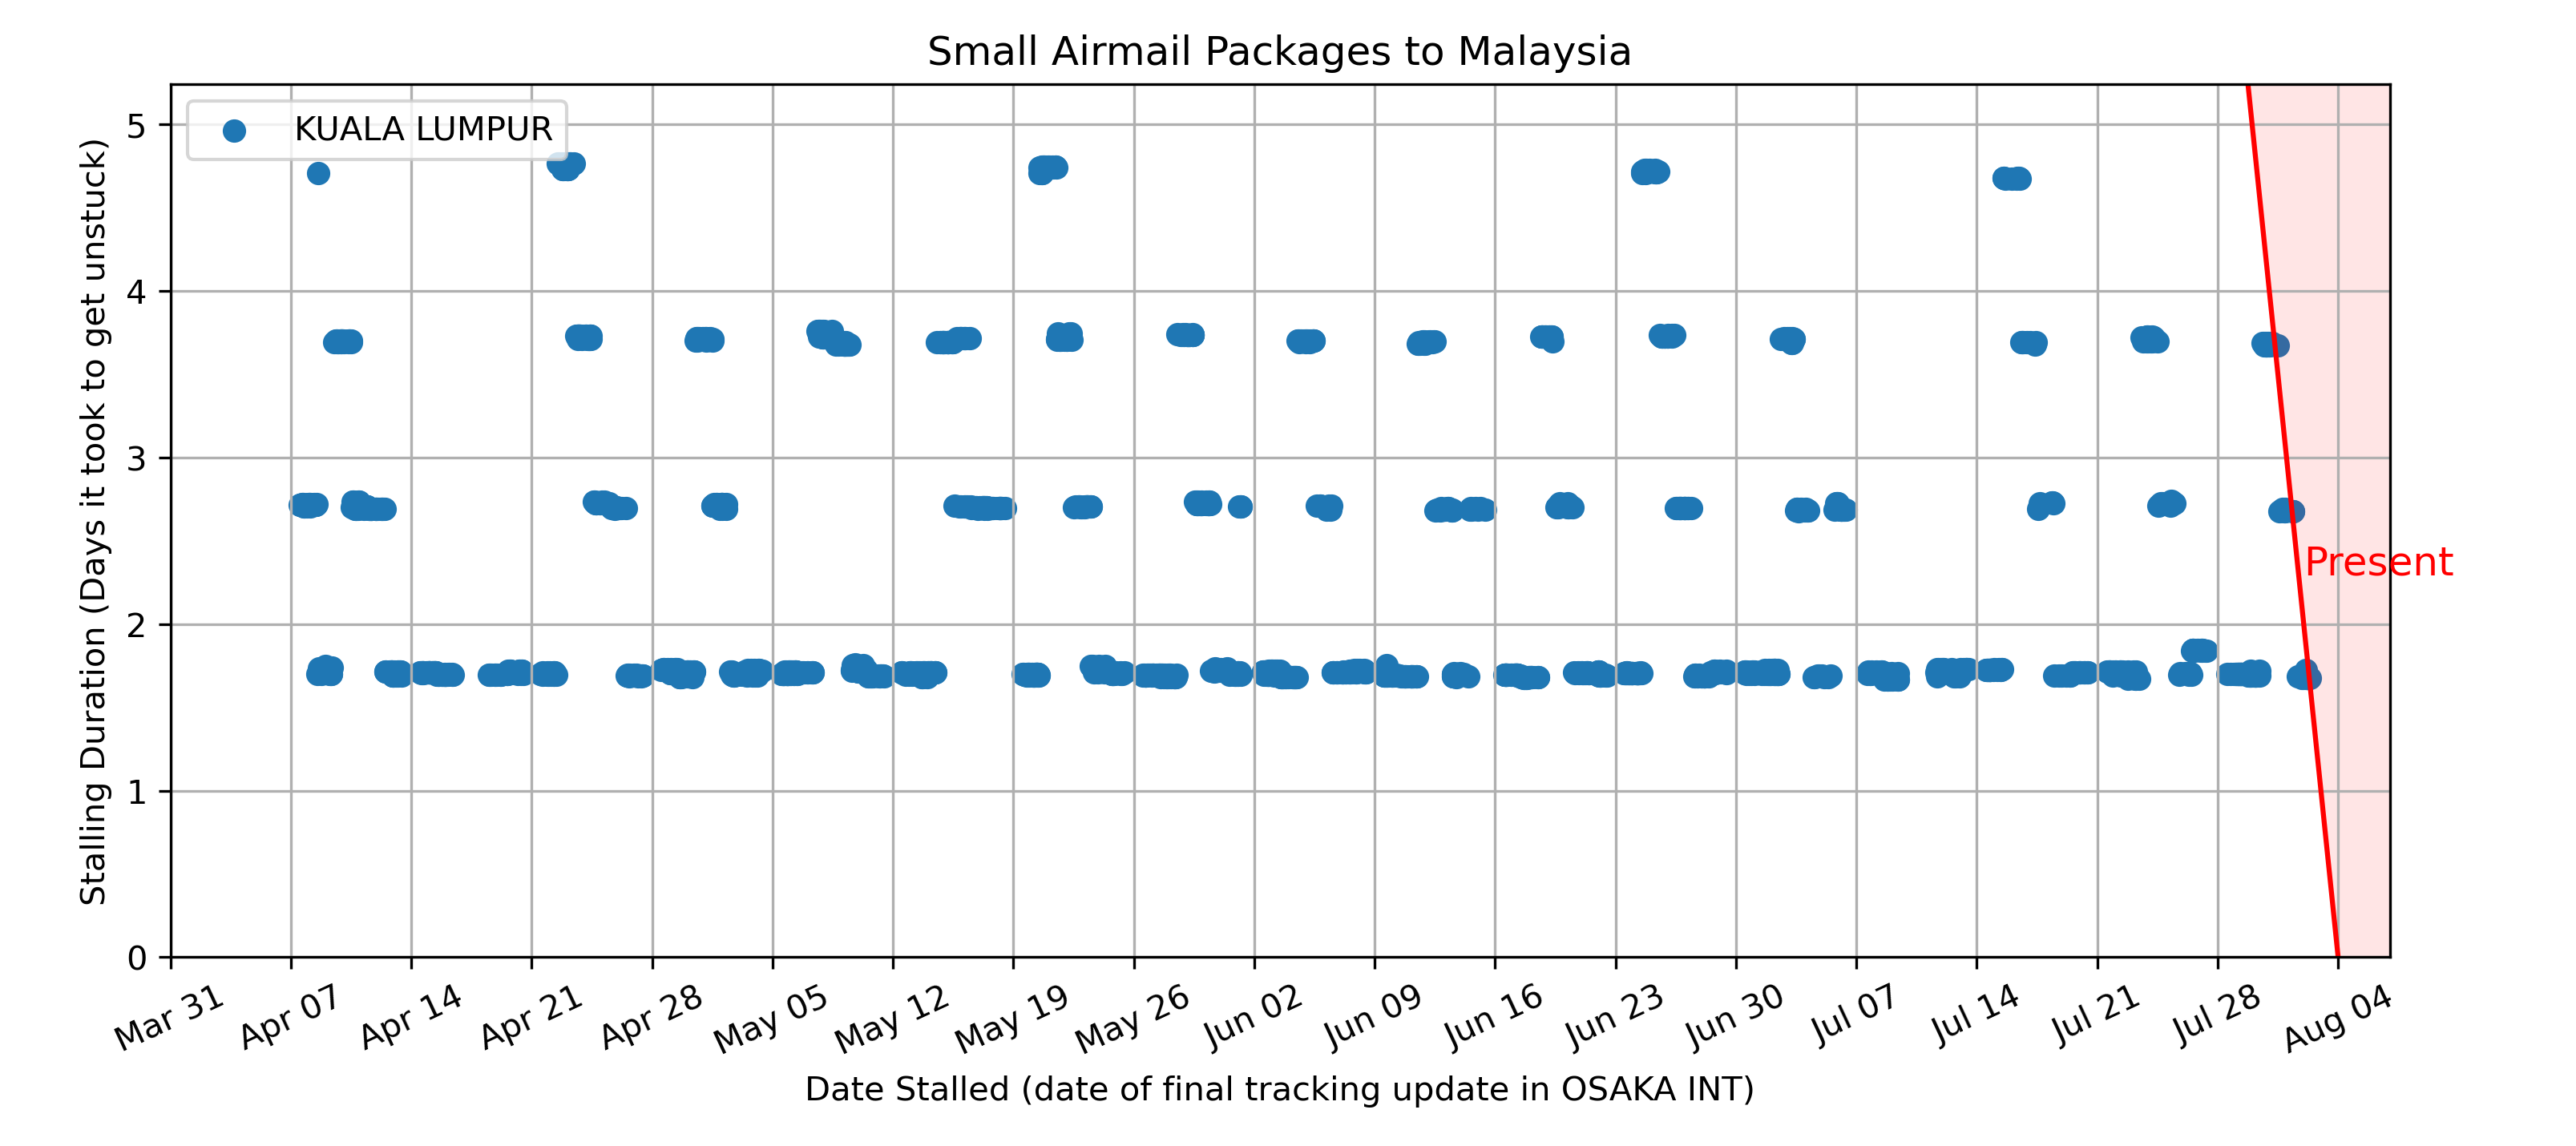 Small Airmail Packages to Malaysia
KUALA LUMPUR
Stalling Duration (Days it took to get unstuck)
5
4
3
2
1
0
Present
Mar 31
Apr 07
Apr 14
Apr 21
Apr 28
May 05
May 12
May 19
May 26
Jun 02
Jun 09
Jun 16
Jun 23
Jun 30
Jul 07
Jul 14
Jul 21
Jul 28
Aug 04
Date Stalled (date of final tracking update in OSAKA INT)